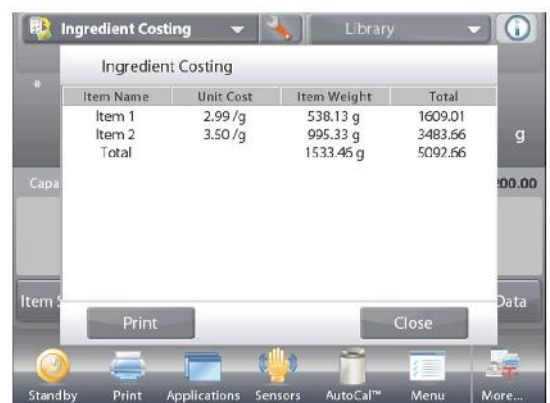 Ingredient Costing Library
Ingredient Costing
*
Item Name Unit Cost Item Weight Total
Item 1 2.99 /g 538.13 g 1609.01
Item 2 3.50 /g 995.33 g 3483.66
Total 1533.46 g 5092.66
g
Capa 200.00
Item S Data
Print Close
Standby Print Applications Sensors AutoCal™ Menu More...